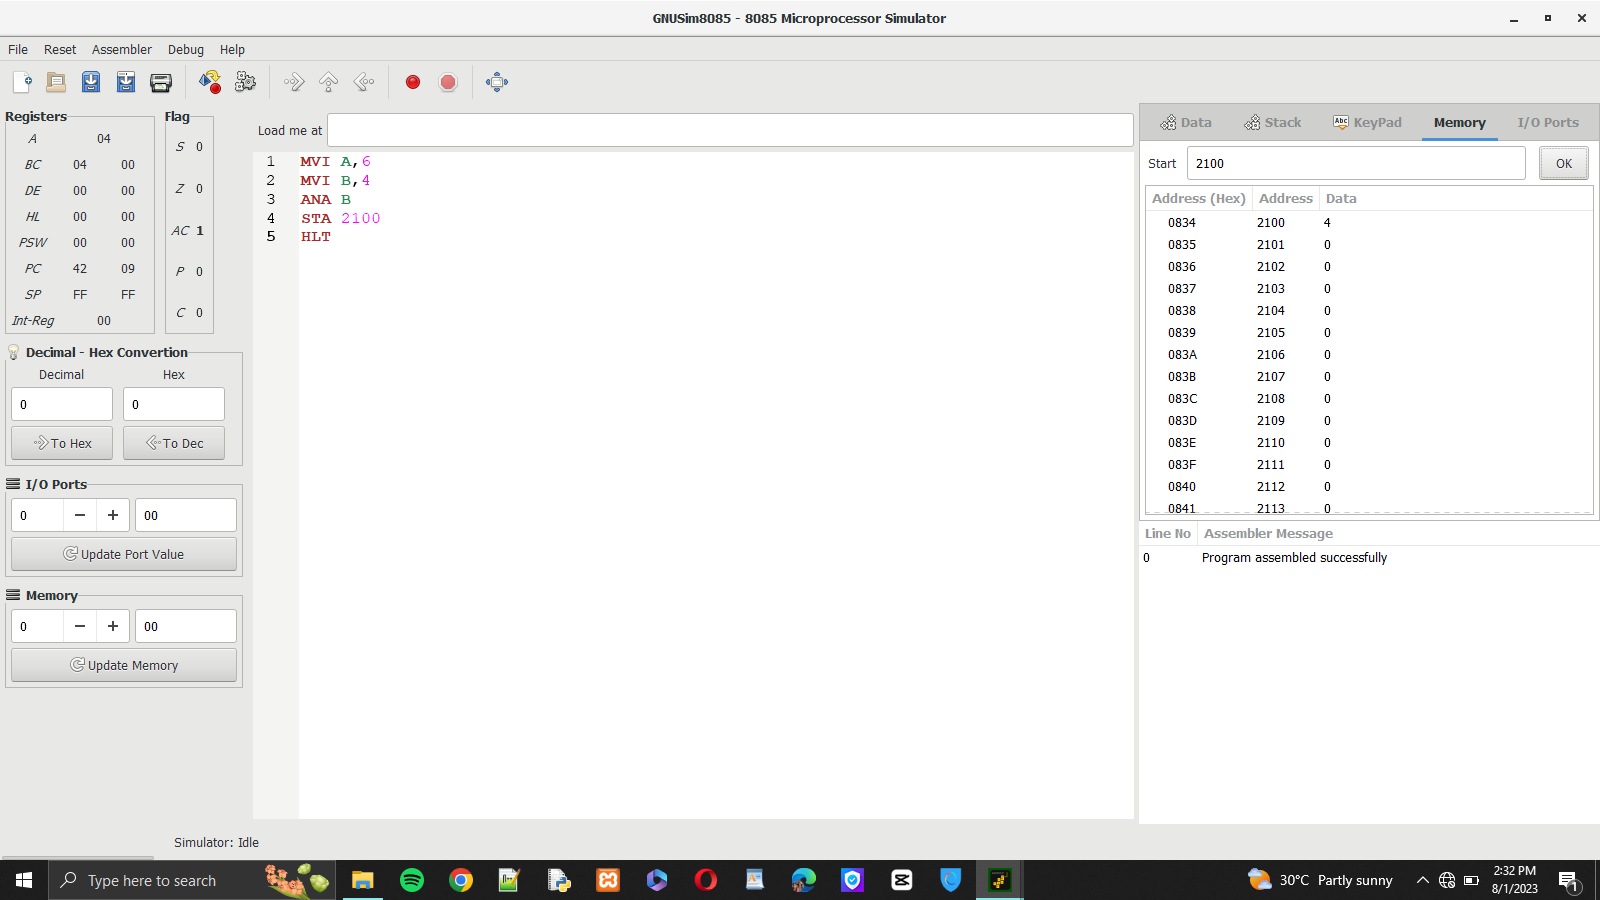 GNUSim8085 - 8085 Microprocessor Simulator
File Reset Assembler Debug Help
Registers
A 04
BC 04 00
DE 00 00
HL 00 00
PSW 00 00
PC 42 09
SP FF FF
Int-Reg 00
Flag
S 0
Z 0
AC 1
P 0
C 0
Decimal - Hex Convertion
Decimal Hex
0 0
To Hex To Dec
I/O Ports
0 − + 00
Update Port Value
Memory
0 − + 00
Update Memory
Load me at
1 MVI A,6
2 MVI B,4
3 ANA B
4 STA 2100
5 HLT
Data Stack Abc KeyPad Memory I/O Ports
Start 2100 OK
Address (Hex) Address Data
0834 2100 4
0835 2101 0
0836 2102 0
0837 2103 0
0838 2104 0
0839 2105 0
083A 2106 0
083B 2107 0
083C 2108 0
083D 2109 0
083E 2110 0
083F 2111 0
0840 2112 0
0841 2113 0
Line No Assembler Message
0 Program assembled successfully
Simulator: Idle
Type here to search
30°C Partly sunny
2:32 PM
8/1/2023
1